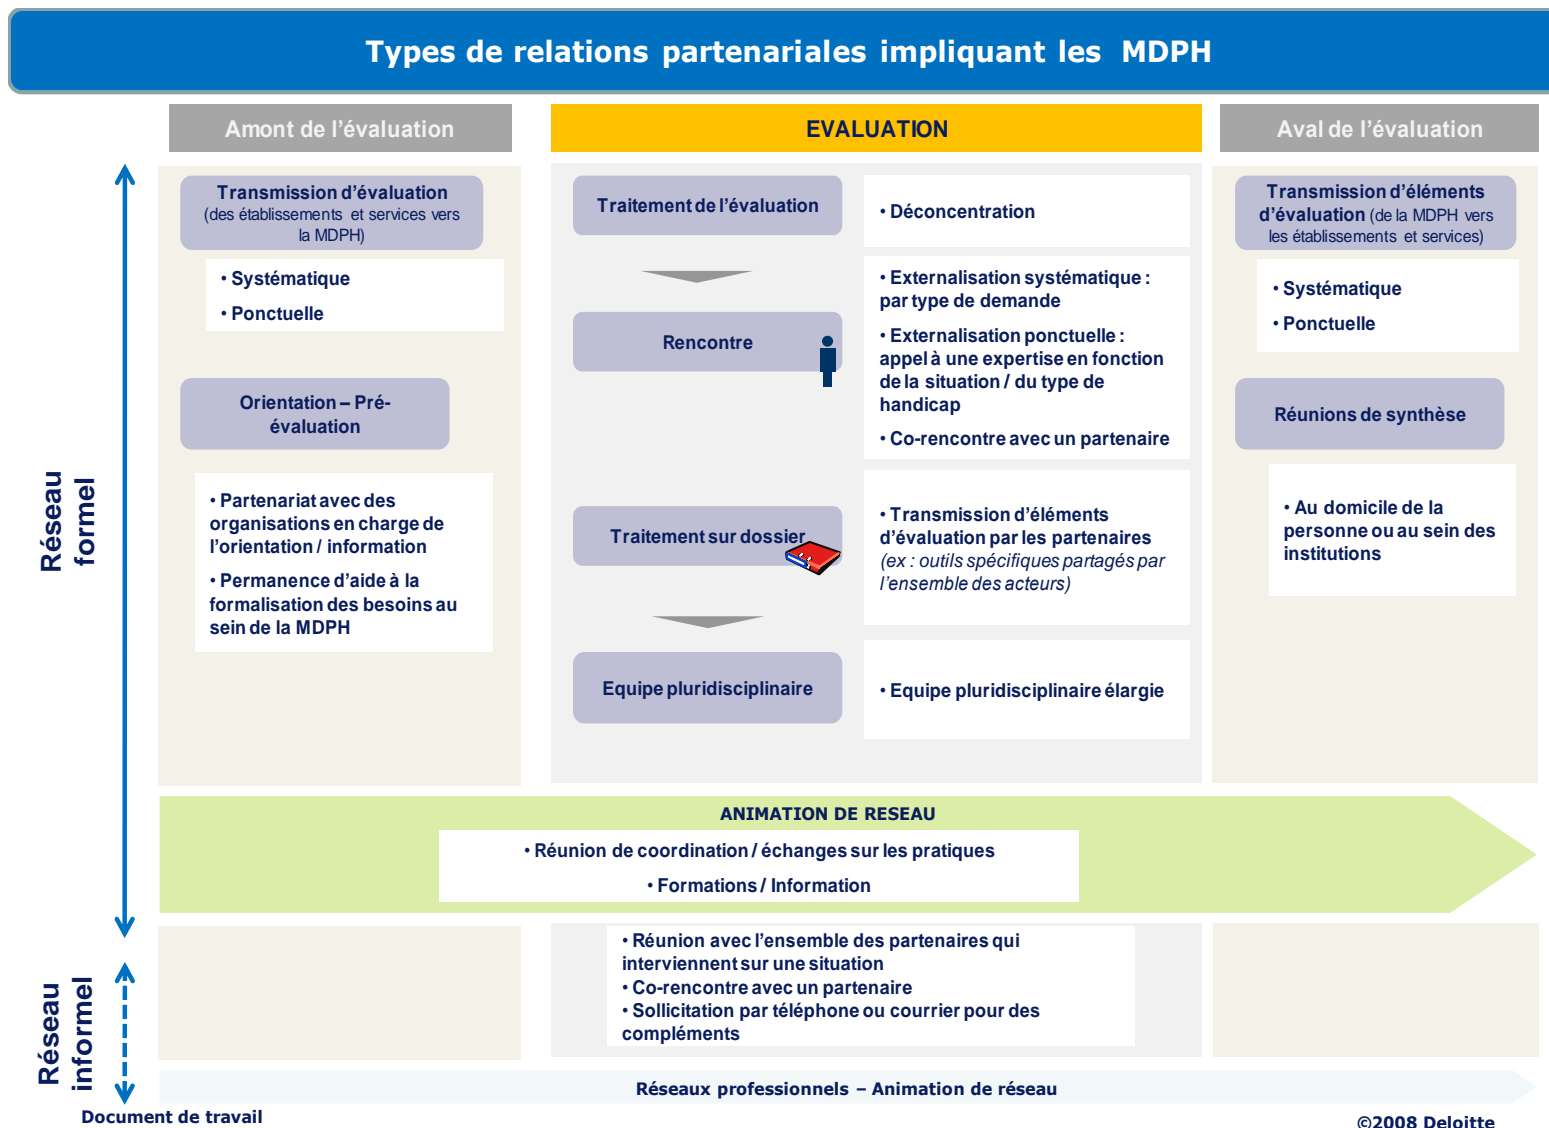 Types de relations partenariales impliquant les MDPH
Amont de l'évaluation
EVALUATION
Aval de l'évaluation
Réseau
formel
Transmission d'évaluation
(des établissements et services vers
la MDPH)
• Systématique
• Ponctuelle
Orientation – Pré-
évaluation
• Partenariat avec des
organisations en charge de
l'orientation / information
• Permanence d'aide à la
formalisation des besoins au
sein de la MDPH
Traitement de l'évaluation
• Déconcentration
Rencontre
• Externalisation systématique :
par type de demande
• Externalisation ponctuelle :
appel à une expertise en fonction
de la situation / du type de
handicap
• Co-rencontre avec un partenaire
Traitement sur dossier
• Transmission d'éléments
d'évaluation par les partenaires
(ex : outils spécifiques partagés par
l'ensemble des acteurs)
Equipe pluridisciplinaire
• Equipe pluridisciplinaire élargie
Transmission d'éléments
d'évaluation (de la MDPH vers
les établissements et services)
• Systématique
• Ponctuelle
Réunions de synthèse
• Au domicile de la
personne ou au sein des
institutions
ANIMATION DE RESEAU
• Réunion de coordination / échanges sur les pratiques
• Formations / Information
Réseau
informel
• Réunion avec l'ensemble des partenaires qui
interviennent sur une situation
• Co-rencontre avec un partenaire
• Sollicitation par téléphone ou courrier pour des
compléments
Réseaux professionnels – Animation de réseau
Document de travail
©2008 Deloitte